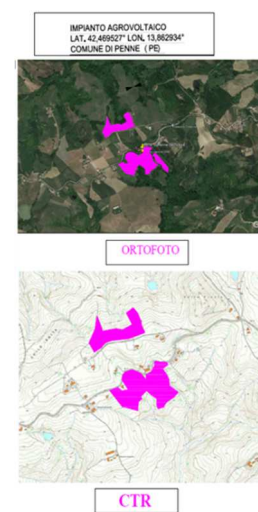 IMPIANTO AGROVOLTAICO
LAT. 42,469527° LON. 13,862934°
COMUNE DI PENNE ( PE)
ORTOFOTO
CTR